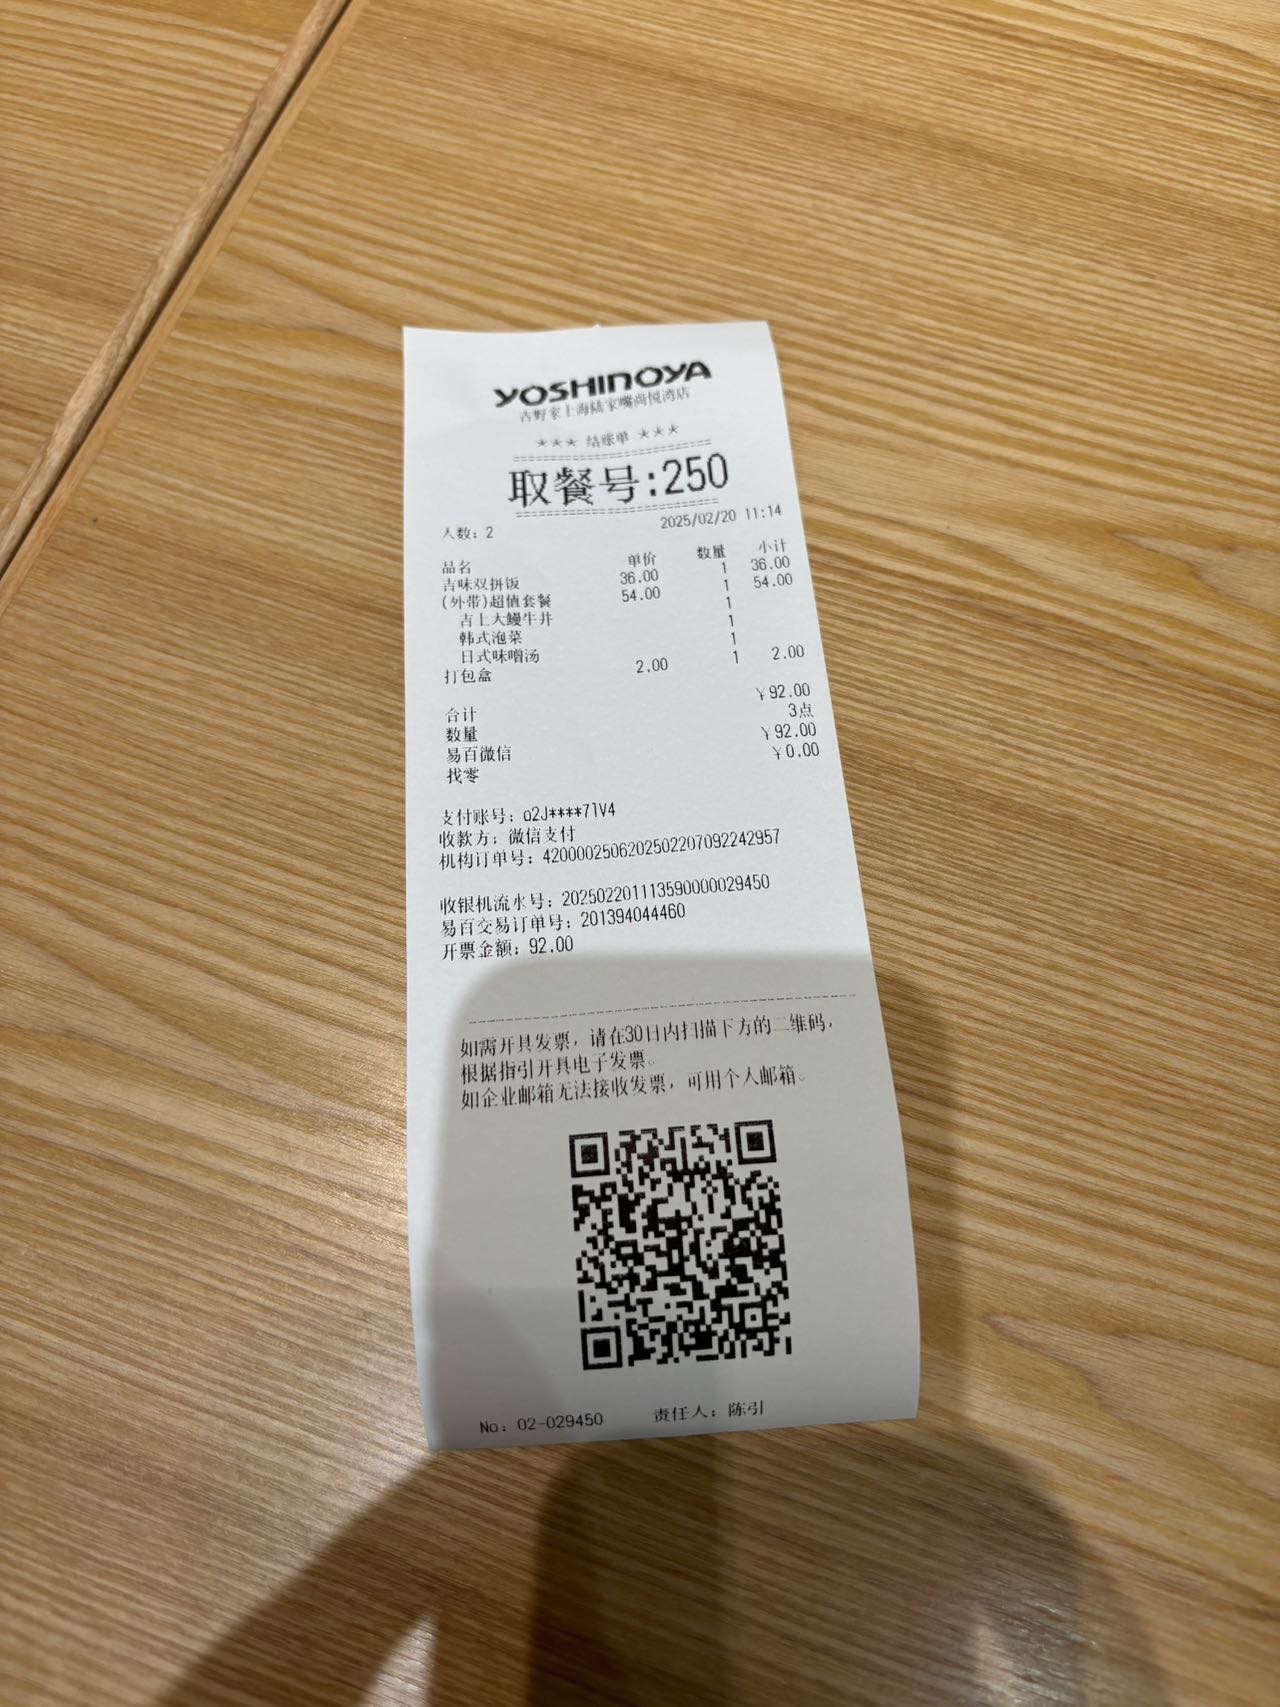 YOSHINOYA
吉野家上海陆家嘴尚悦湾店
*** 结账单 ***
取餐号:250
人数: 2 2025/02/20 11:14
品名 单价 数量 小计
吉味双拼饭 36.00 1 36.00
(外带)超值套餐 54.00 1 54.00
吉上大鳗牛丼 1
韩式泡菜 1
日式味噌汤 1
打包盒 2.00 1 2.00
合计 ¥92.00
数量 3点
易百微信 ¥92.00
找零 ¥0.00
支付账号: o2J****71V4
收款方: 微信支付
机构订单号: 4200002506202502207092242957
收银机流水号: 202502201113590000029450
易百交易订单号: 201394044460
开票金额: 92.00
如需开具发票, 请在30日内扫描下方的二维码,
根据指引开具电子发票。
如企业邮箱无法接收发票, 可用个人邮箱。
No: 02-029450 责任人: 陈引